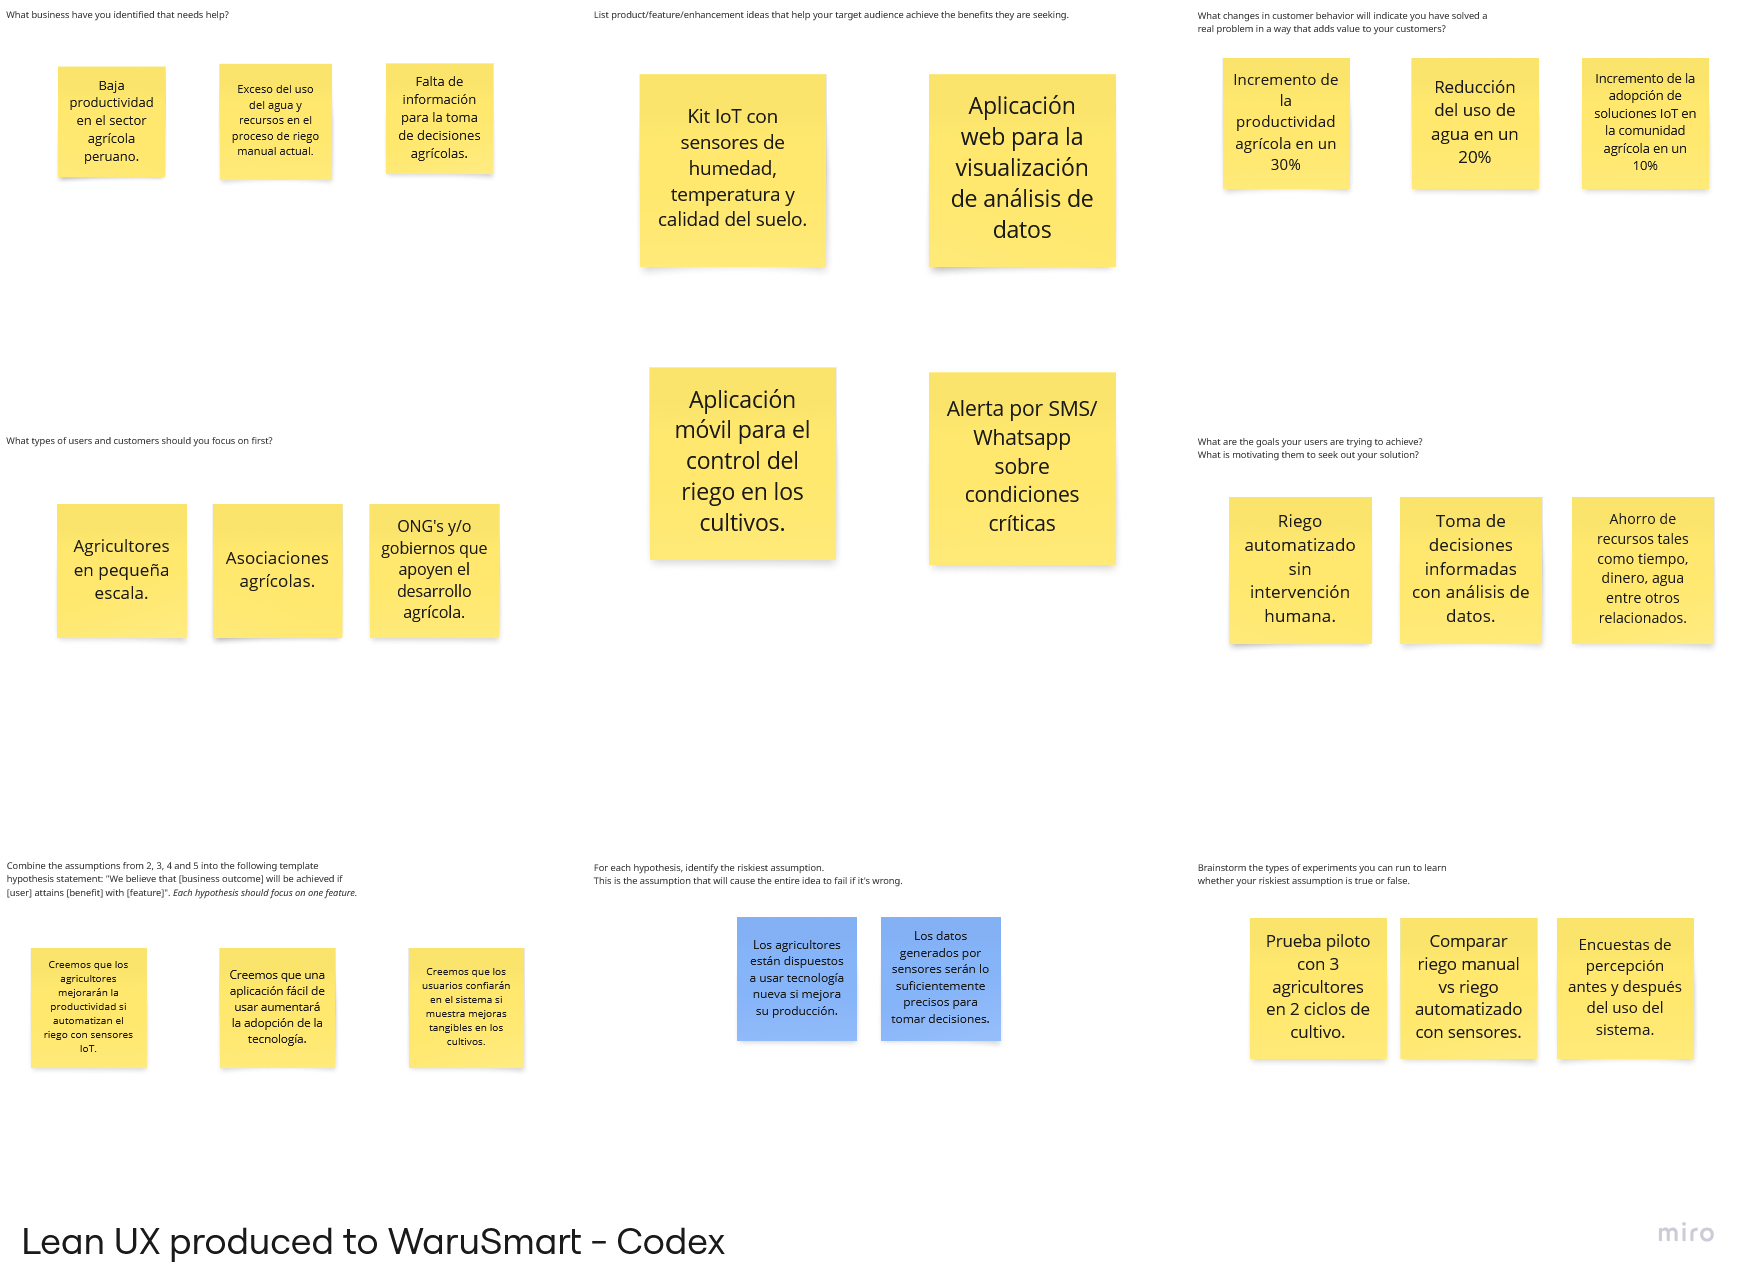 What business have you identified that needs help?
Baja
productividad
en el sector
agrícola
peruano.
Exceso del uso
del agua y
recursos en el
proceso de riego
manual actual.
Falta de
información
para la toma
de decisiones
agrícolas.
List product/feature/enhancement ideas that help your target audience achieve the benefits they are seeking.
Kit IoT con
sensores de
humedad,
temperatura y
calidad del suelo.
Aplicación
web para la
visualización
de análisis de
datos
Aplicación
móvil para el
control del
riego en los
cultivos.
Alerta por SMS/
Whatsapp
sobre
condiciones
críticas
What changes in customer behavior will indicate you have solved a
real problem in a way that adds value to your customers?
Incremento de
la
productividad
agrícola en un
30%
Reducción
del uso de
agua en un
20%
Incremento de la
adopción de
soluciones IoT en
la comunidad
agrícola en un
10%
What types of users and customers should you focus on first?
Agricultores
en pequeña
escala.
Asociaciones
agrícolas.
ONG's y/o
gobiernos que
apoyen el
desarrollo
agrícola.
What are the goals your users are trying to achieve?
What is motivating them to seek out your solution?
Riego
automatizado
sin
intervención
humana.
Toma de
decisiones
informadas
con análisis de
datos.
Ahorro de
recursos tales
como tiempo,
dinero, agua
entre otros
relacionados.
Combine the assumptions from 2, 3, 4 and 5 into the following template
hypothesis statement: "We believe that [business outcome] will be achieved if
[user] attains [benefit] with [feature]". Each hypothesis should focus on one feature.
Creemos que los
agricultores
mejorarán la
productividad si
automatizan el
riego con sensores
IoT.
Creemos que una
aplicación fácil de
usar aumentará
la adopción de la
tecnología.
Creemos que los
usuarios confiarán
en el sistema si
muestra mejoras
tangibles en los
cultivos.
For each hypothesis, identify the riskiest assumption.
This is the assumption that will cause the entire idea to fail if it's wrong.
Los agricultores
están dispuestos
a usar tecnología
nueva si mejora
su producción.
Los datos
generados por
sensores serán lo
suficientemente
precisos para
tomar decisiones.
Brainstorm the types of experiments you can run to learn
whether your riskiest assumption is true or false.
Prueba piloto
con 3
agricultores
en 2 ciclos de
cultivo.
Comparar
riego manual
vs riego
automatizado
con sensores.
Encuestas de
percepción
antes y después
del uso del
sistema.
Lean UX produced to WaruSmart - Codex
miro